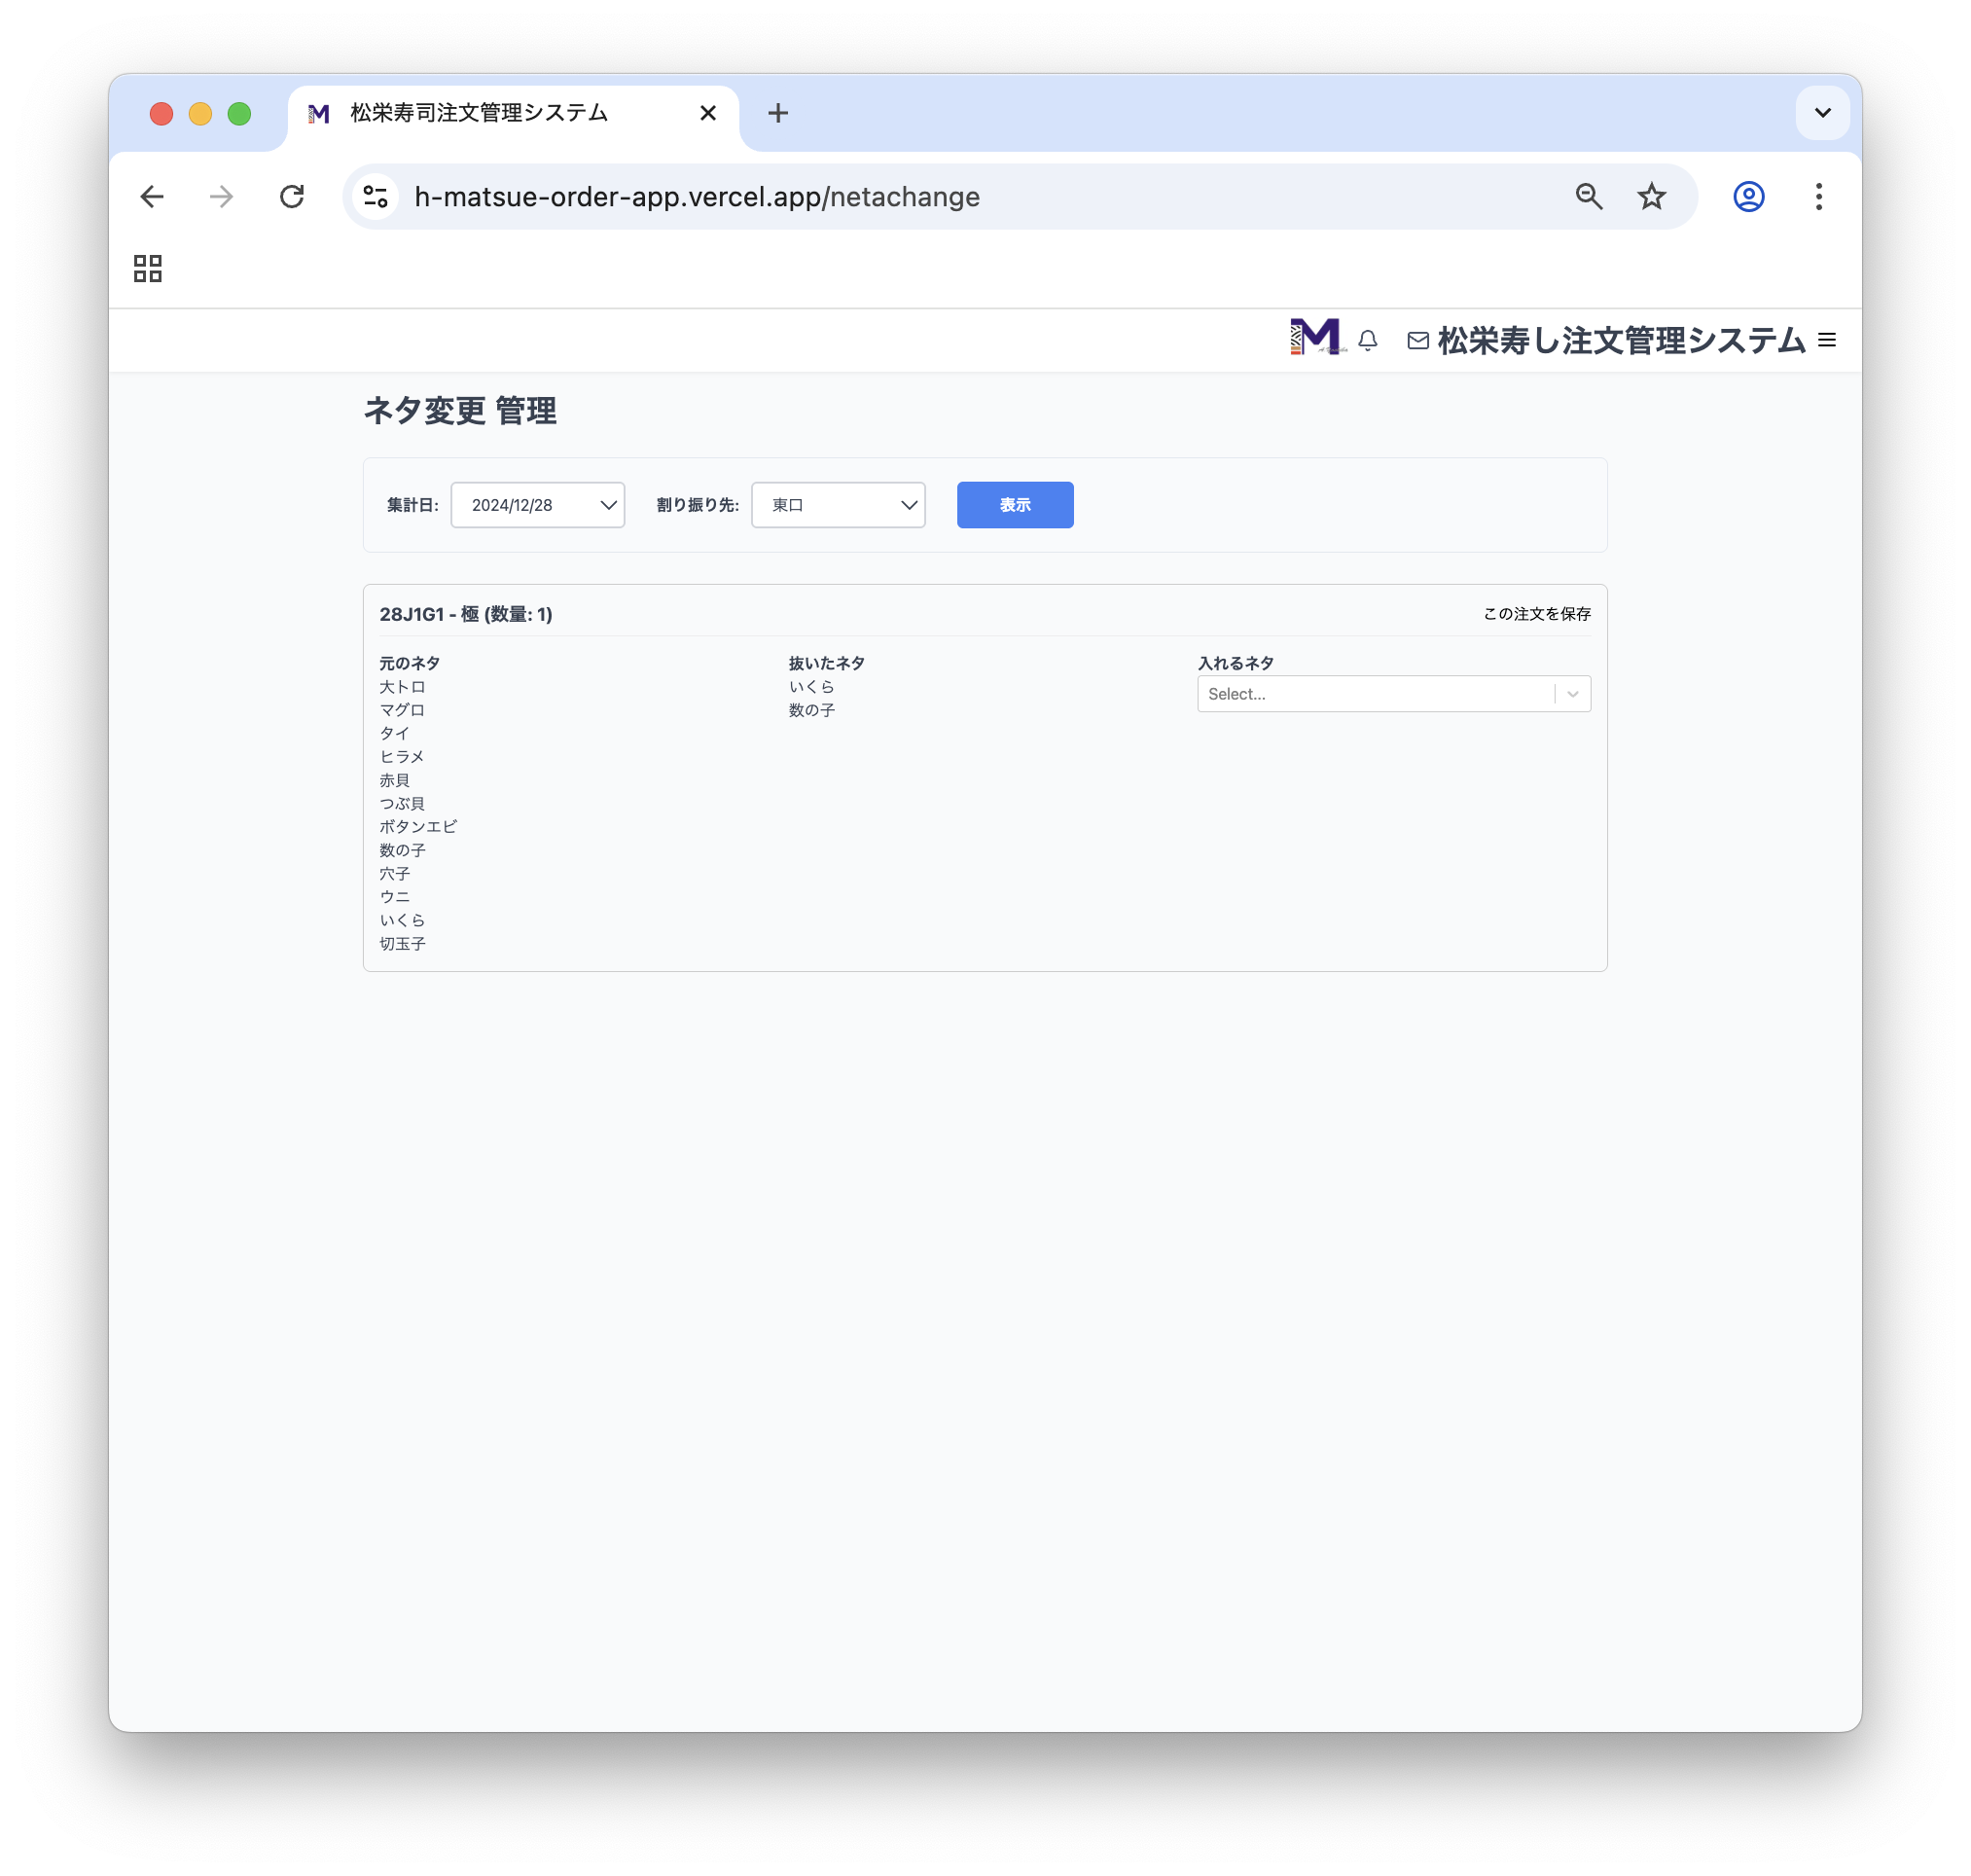 松栄寿司注文管理システム
h-matsue-order-app.vercel.app/netachange
M 松栄寿し注文管理システム
ネタ変更 管理
集計日: 2024/12/28 割り振り先: 東口 表示
28J1G1 - 極 (数量: 1) この注文を保存
元のネタ 抜いたネタ 入れるネタ
大トロ いくら Select...
マグロ 数の子
タイ
ヒラメ
赤貝
つぶ貝
ボタンエビ
数の子
穴子
ウニ
いくら
切玉子